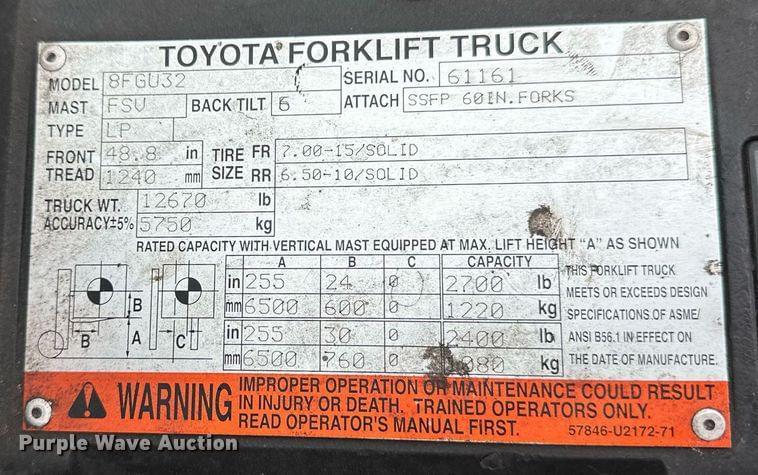 TOYOTA FORKLIFT TRUCK
MODEL 8FGU32 SERIAL NO. 61161
MAST FSV BACK TILT 6 ATTACH SSFP 60IN.FORKS
TYPE LP
FRONT TREAD 48.8 in 1240 mm
TIRE SIZE FR 7.00-15/SOLID
RR 6.50-10/SOLID
TRUCK WT. 12670 lb
ACCURACY±5% 5750 kg
RATED CAPACITY WITH VERTICAL MAST EQUIPPED AT MAX. LIFT HEIGHT "A" AS SHOWN
A B C CAPACITY
in 255 24 0 2700 lb
mm 6500 600 0 1220 kg
in 255 30 0 2400 lb
mm 6500 760 0 kg
B
B A C
THIS FORKLIFT TRUCK
MEETS OR EXCEEDS DESIGN
SPECIFICATIONS OF ASME/
ANSI B56.1 IN EFFECT ON
THE DATE OF MANUFACTURE.
WARNING
IMPROPER OPERATION OR MAINTENANCE COULD RESULT
IN INJURY OR DEATH. TRAINED OPERATORS ONLY.
READ OPERATOR'S MANUAL FIRST.
57846-U2172-71
Purple Wave Auction